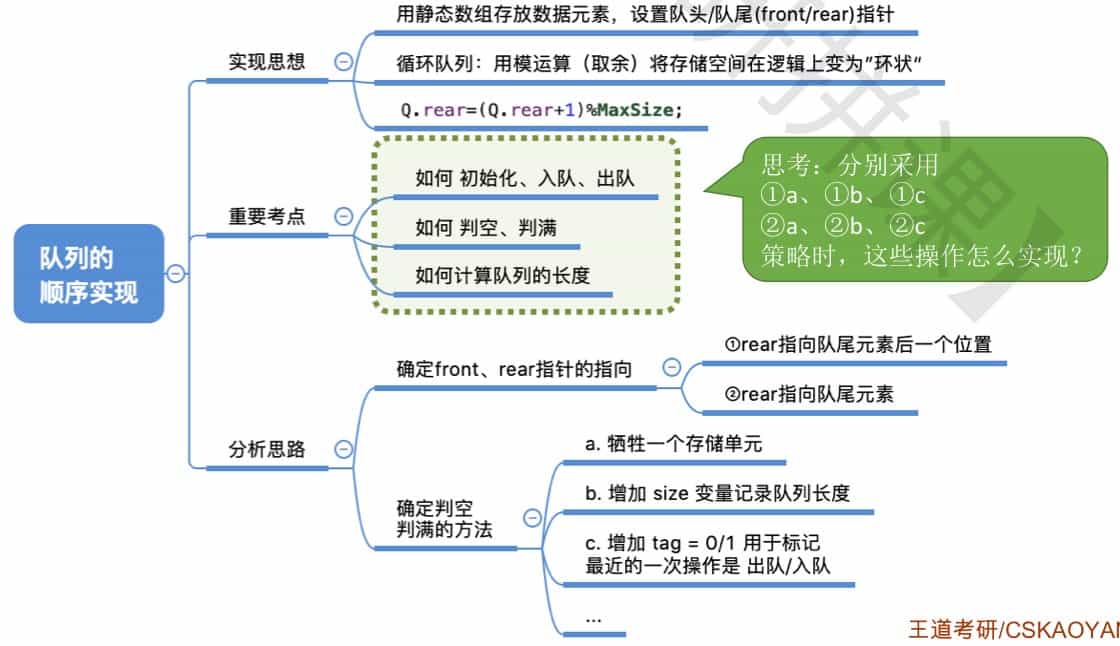 队列的
顺序实现
实现思想
用静态数组存放数据元素，设置队头/队尾(front/rear)指针
循环队列：用模运算（取余）将存储空间在逻辑上变为"环状"
Q.rear=(Q.rear+1)%MaxSize;
重要考点
如何 初始化、入队、出队
如何 判空、判满
如何计算队列的长度
思考：分别采用
①a、①b、①c
②a、②b、②c
策略时，这些操作怎么实现？
分析思路
确定front、rear指针的指向
①rear指向队尾元素后一个位置
②rear指向队尾元素
确定判空
判满的方法
a. 牺牲一个存储单元
b. 增加 size 变量记录队列长度
c. 增加 tag = 0/1 用于标记
最近的一次操作是 出队/入队
...
王道考研/CSKAOYAN
拼课】